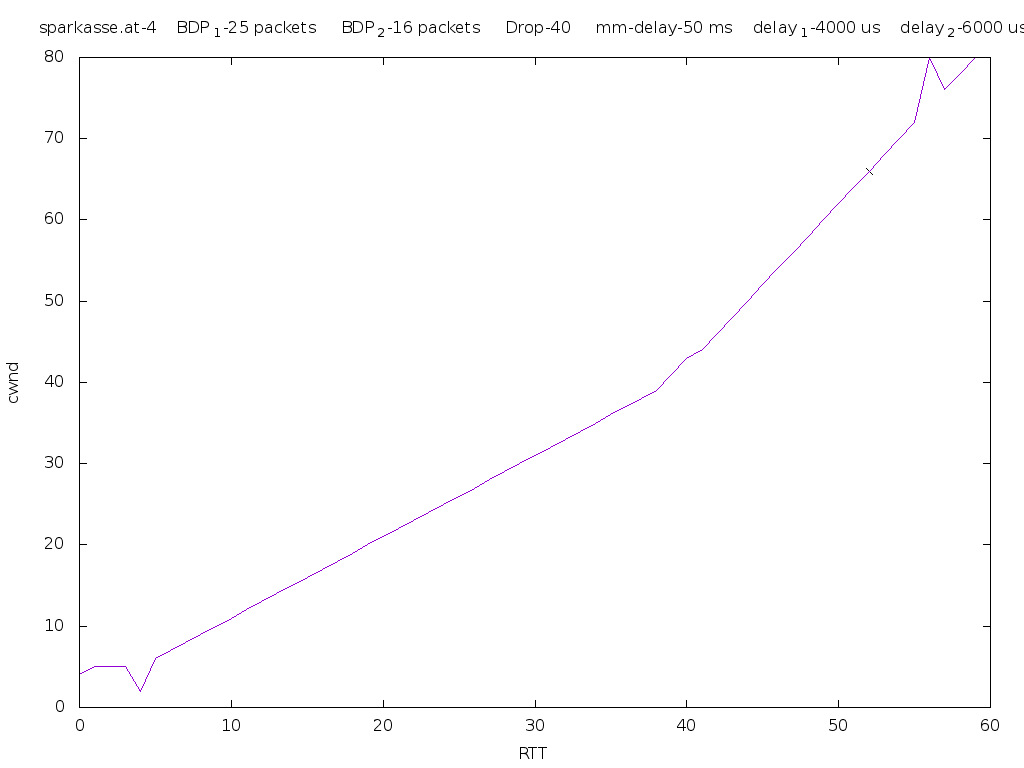 sparkasse.at-4 BDP1-25 packets BDP2-16 packets Drop-40 mm-delay-50 ms delay1-4000 us delay2-6000 us
80
70
60
50
40
30
20
10
0
cwnd
0 10 20 30 40 50 60
RTT